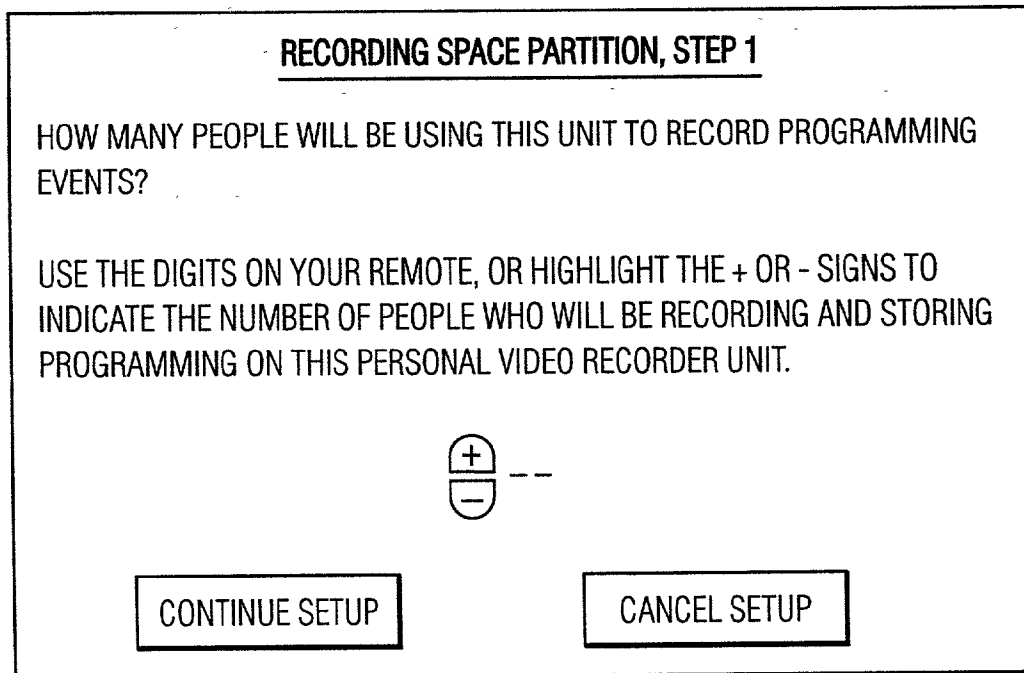 RECORDING SPACE PARTITION, STEP 1
HOW MANY PEOPLE WILL BE USING THIS UNIT TO RECORD PROGRAMMING
EVENTS?
USE THE DIGITS ON YOUR REMOTE, OR HIGHLIGHT THE + OR - SIGNS TO
INDICATE THE NUMBER OF PEOPLE WHO WILL BE RECORDING AND STORING
PROGRAMMING ON THIS PERSONAL VIDEO RECORDER UNIT.
+
− _ _
CONTINUE SETUP
CANCEL SETUP